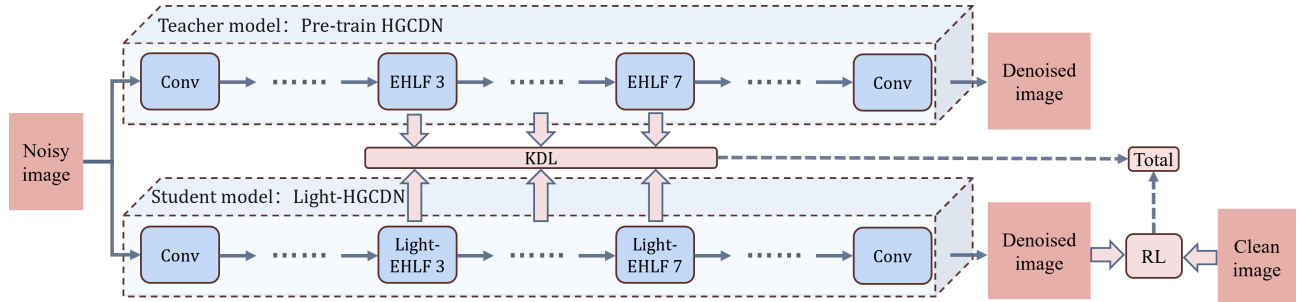 Teacher model：Pre-train HGCDN
Conv
......
EHLF 3
......
EHLF 7
......
Conv
Denoised
image
Noisy
image
KDL
Total
Student model：Light-HGCDN
Conv
......
Light-
EHLF 3
......
Light-
EHLF 7
......
Conv
Denoised
image
RL
Clean
image